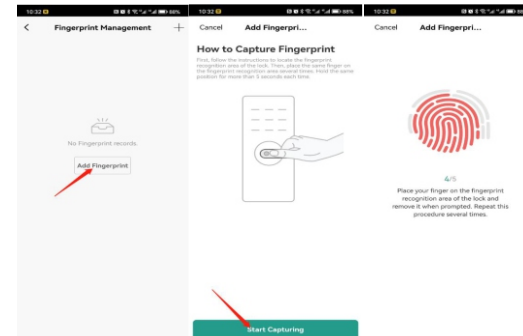 10:32
88%
Fingerprint Management
No Fingerprint records.
Add Fingerprint
10:32
88%
Cancel
Add Fingerpri...
How to Capture Fingerprint
First, follow the instructions to locate the fingerprint
recognition area of the lock. Then, place the same finger on
the fingerprint recognition area several times. Hold the same
position for more than 3 seconds each time.
Start Capturing
10:32
Cancel
Add Fingerpri...
4/5
Place your finger on the fingerprint
recognition area of the lock and
remove it when prompted. Repeat this
procedure several times.